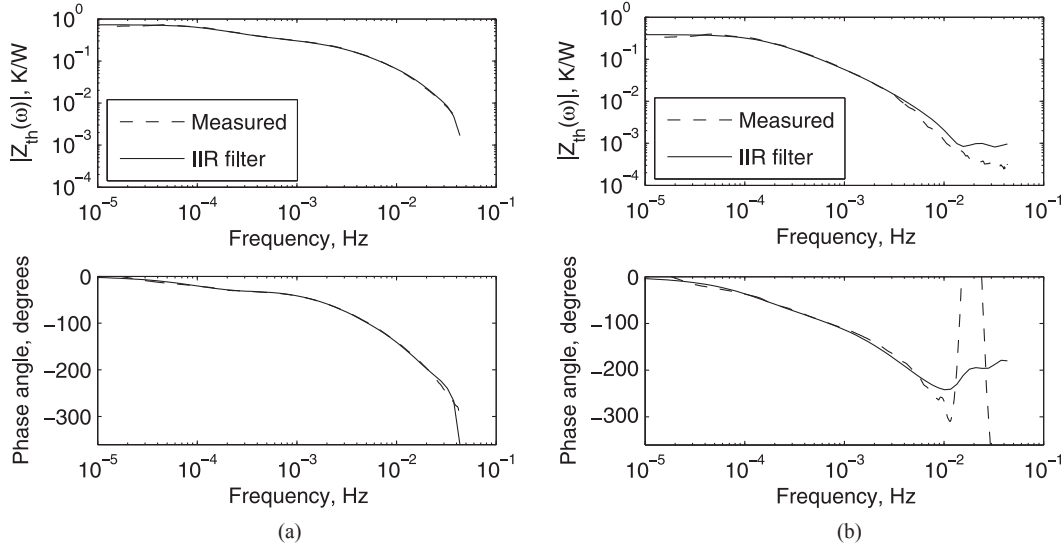 |Z_th(ω)|, K/W
10^0
10^-1
10^-2
10^-3
10^-4
Measured
IIR filter
10^-5
10^-4
10^-3
10^-2
10^-1
Frequency, Hz
Phase angle, degrees
0
−100
−200
−300
10^-5
10^-4
10^-3
10^-2
10^-1
Frequency, Hz
(a)
|Z_th(ω)|, K/W
10^0
10^-1
10^-2
10^-3
10^-4
Measured
IIR filter
10^-5
10^-4
10^-3
10^-2
10^-1
Frequency, Hz
Phase angle, degrees
0
−100
−200
−300
10^-5
10^-4
10^-3
10^-2
10^-1
Frequency, Hz
(b)